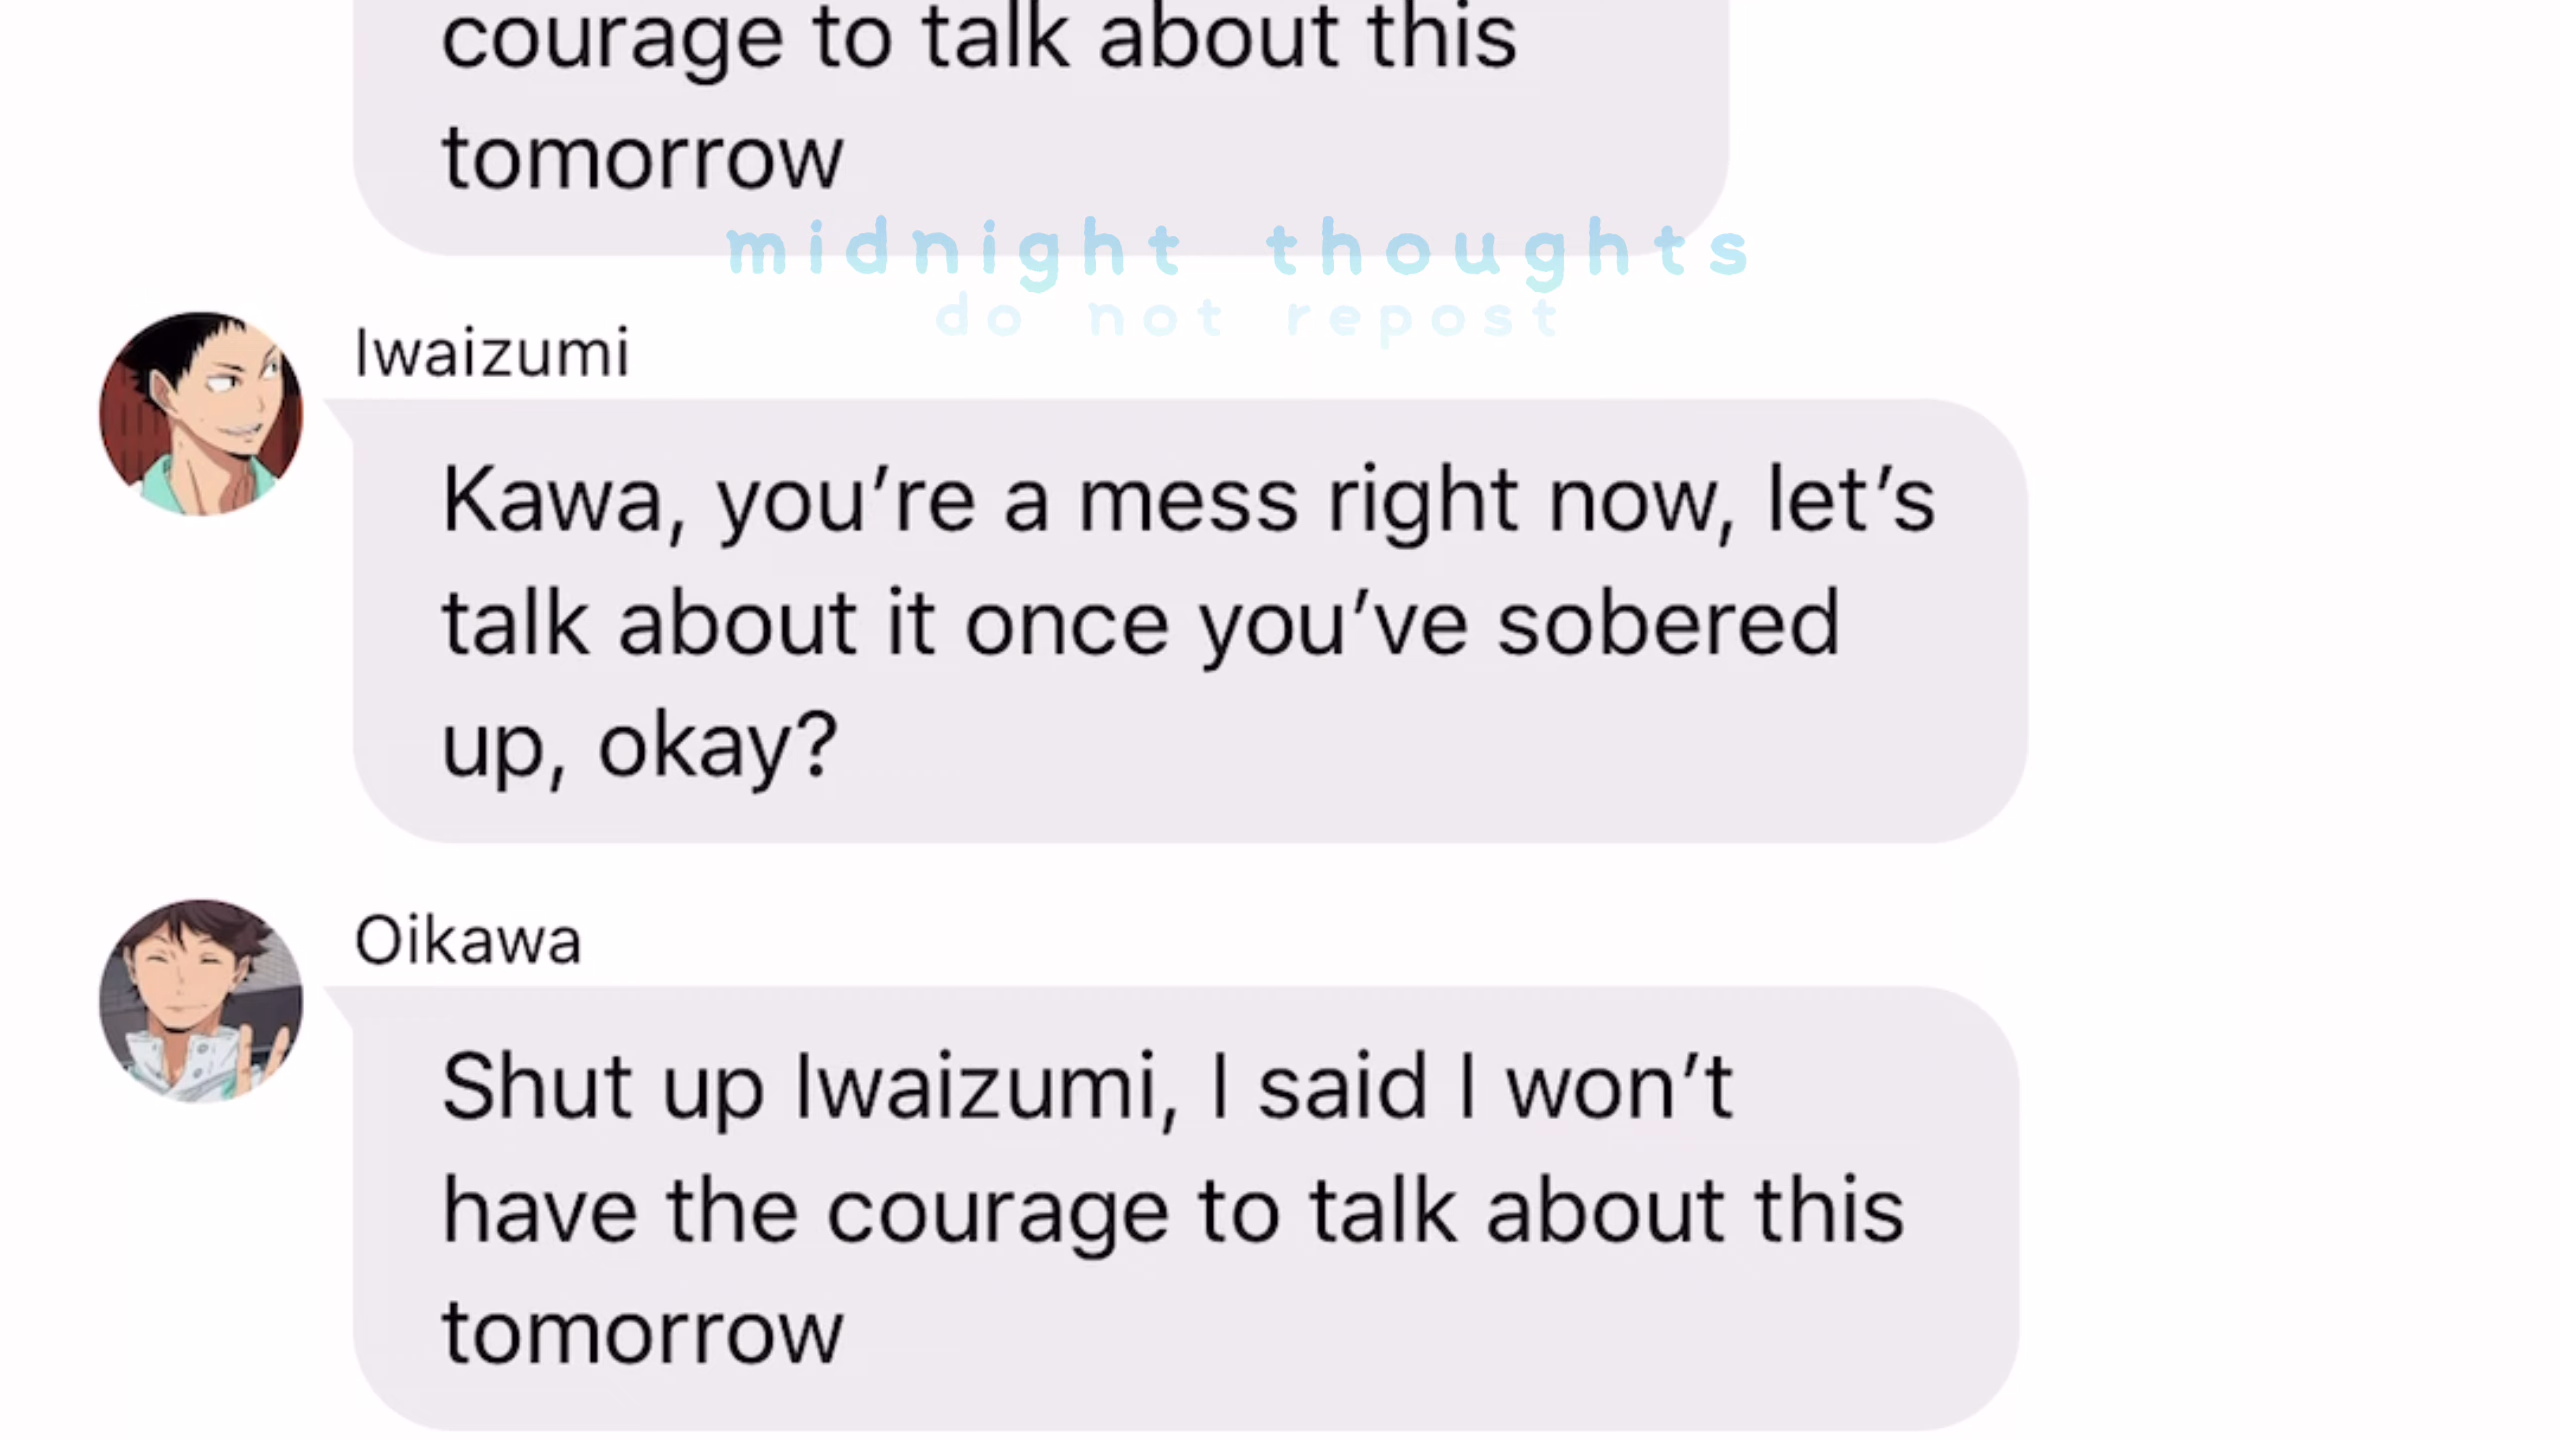 courage to talk about this
tomorrow
midnight thoughts
do not repost
Iwaizumi
Kawa, you’re a mess right now, let’s
talk about it once you’ve sobered
up, okay?
Oikawa
Shut up Iwaizumi, I said I won’t
have the courage to talk about this
tomorrow